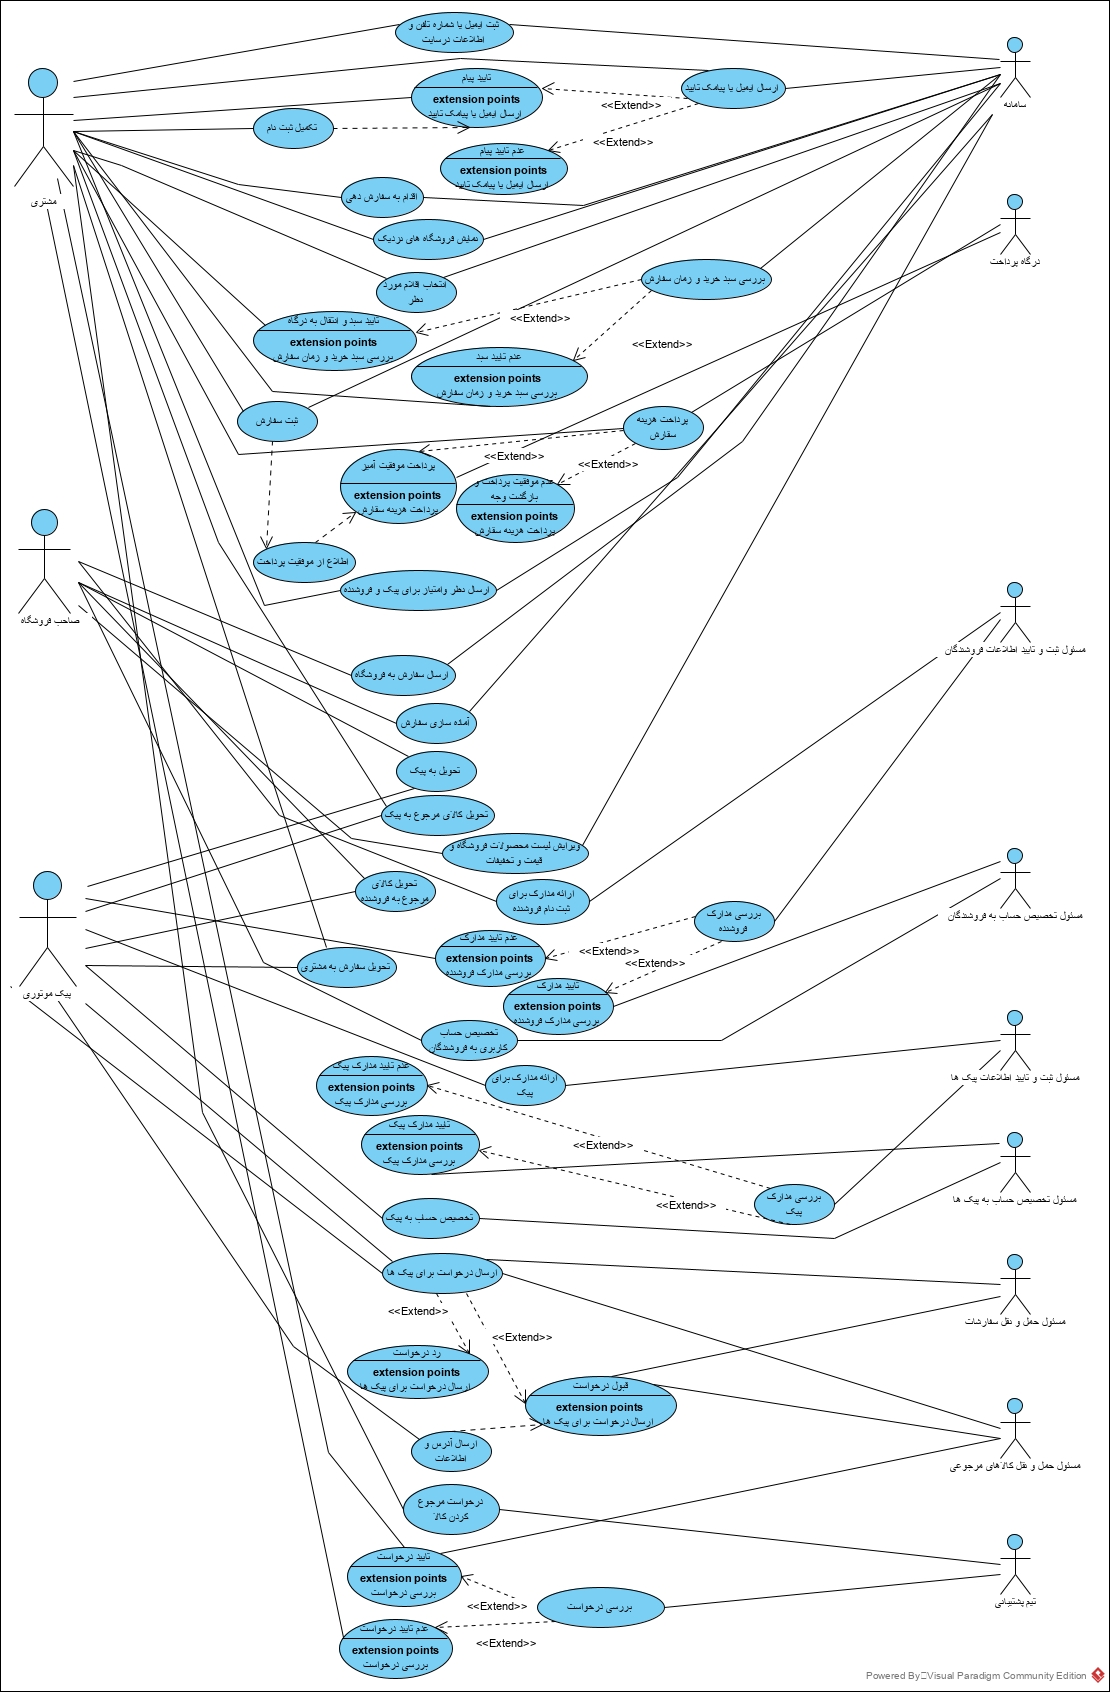 ثبت ایمیل یا شماره تلفن و
اطلاعات درسایت
تایید پیام
extension points
ارسال ایمیل یا پیامک تایید
ارسال ایمیل یا پیامک تایید
<<Extend>>
سامانه
تکمیل ثبت نام
<<Extend>>
عدم تایید پیام
extension points
ارسال ایمیل یا پیامک تایید
مشتری
اقدام به سفارش دهی
نمایش فروشگاه های نزدیک
درگاه پرداخت
انتخاب اقلام مورد
نظر
بررسی سبد خرید و زمان سفارش
تایید سبد و انتقال به درگاه
extension points
بررسی سبد خرید و زمان سفارش
<<Extend>>
<<Extend>>
عدم تایید سبد
extension points
بررسی سبد خرید و زمان سفارش
ثبت سفارش
پرداخت هزینه
سفارش
<<Extend>>
<<Extend>>
پرداخت موفقیت آمیز
extension points
پرداخت هزینه سفارش
عدم موفقیت پرداخت و
بازگشت وجه
extension points
پرداخت هزینه سفارش
اطلاع از موفقیت پرداخت
ارسال نظر وامتیاز برای پیک و فروشنده
صاحب فروشگاه
مسئول ثبت و تایید اطلاعات فروشندگان
ارسال سفارش به فروشگاه
آماده سازی سفارش
تحویل به پیک
تحویل کالای مرجوع به پیک
ویرایش لیست محصولات فروشگاه و
قیمت و تخفیفات
تحویل کالای
مرجوع به فروشنده
ارائه مدارک برای
ثبت نام فروشنده
بررسی مدارک
فروشنده
مسئول تخصیص حساب به فروشندگان
عدم تایید مدارک
extension points
بررسی مدارک فروشنده
<<Extend>>
<<Extend>>
تحویل سفارش به مشتری
تایید مدارک
extension points
بررسی مدارک فروشنده
پیک موتوری
تخصیص حساب
کاربری به فروشندگان
عدم تایید مدارک پیک
extension points
بررسی مدارک پیک
ارائه مدارک برای
پیک
مسئول ثبت و تایید اطلاعات پیک ها
تایید مدارک پیک
extension points
بررسی مدارک پیک
<<Extend>>
<<Extend>>
بررسی مدارک
پیک
مسئول تخصیص حساب به پیک ها
تخصیص حساب به پیک
ارسال درخواست برای پیک ها
<<Extend>>
<<Extend>>
مسئول حمل و نقل سفارشات
رد درخواست
extension points
ارسال درخواست برای پیک ها
قبول درخواست
extension points
ارسال درخواست برای پیک ها
ارسال آدرس و
اطلاعات
مسئول حمل و نقل کالاهای مرجوعی
درخواست مرجوع
کردن کالا
تایید درخواست
extension points
بررسی درخواست
<<Extend>>
بررسی درخواست
تیم پشتیبانی
عدم تایید درخواست
extension points
بررسی درخواست
<<Extend>>
Powered By Visual Paradigm Community Edition